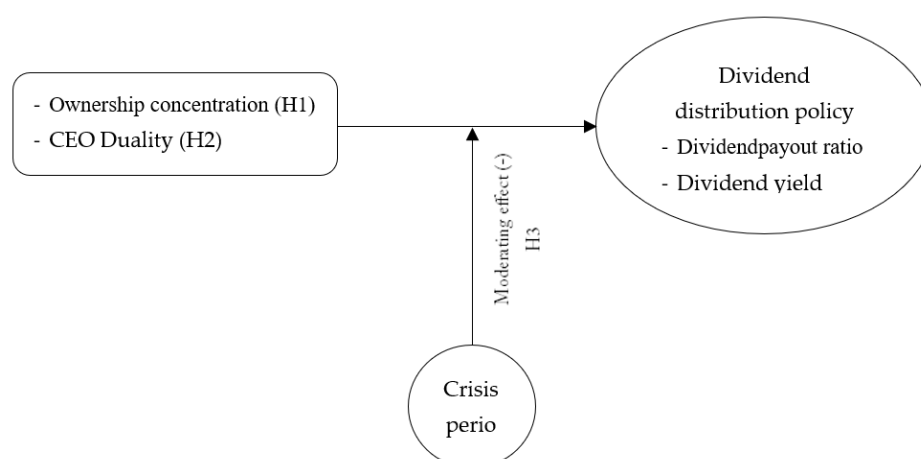 - Ownership concentration (H1)
- CEO Duality (H2)
Dividend
distribution policy
- Dividendpayout ratio
- Dividend yield
Moderating effect (-)
H3
Crisis
perio